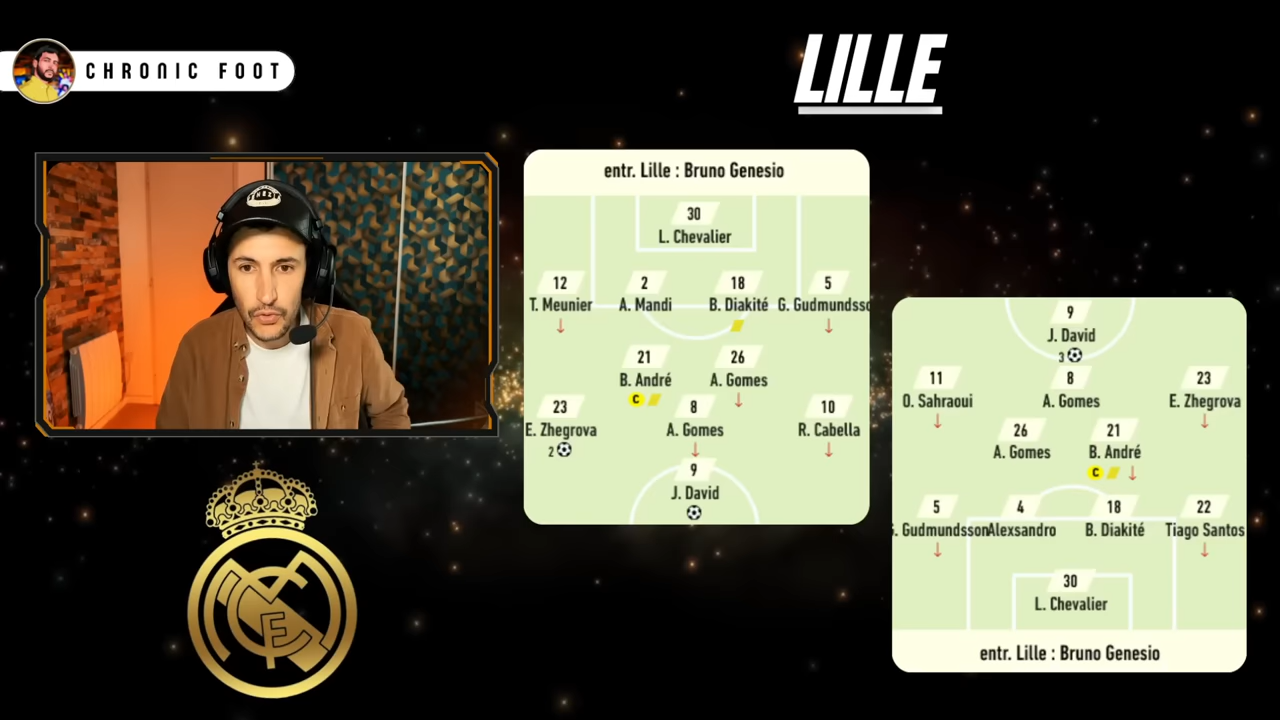 CHRONIC FOOT
LILLE
entr. Lille : Bruno Genesio
30
L. Chevalier
12
2
18
5
T. Meunier
A. Mandi
B. Diakité
G. Gudmundsso
21
26
B. André
A. Gomes
C
23
8
10
E. Zhegrova
A. Gomes
R. Cabella
2
9
J. David
9
J. David
3
11
8
23
O. Sahraoui
A. Gomes
E. Zhegrova
26
21
A. Gomes
B. André
C
5
4
18
22
G. Gudmundsson
Alexsandro
B. Diakité
Tiago Santos
30
L. Chevalier
entr. Lille : Bruno Genesio